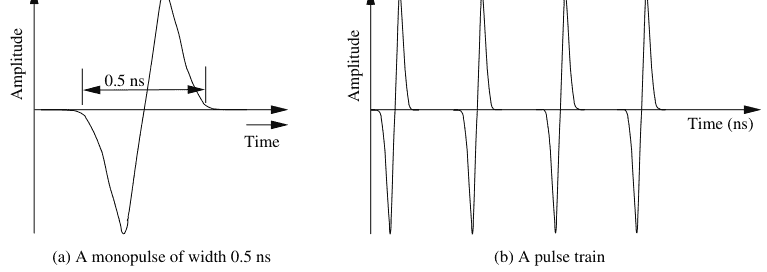 Amplitude
0.5 ns
Time
(a) A monopulse of width 0.5 ns
Amplitude
Time (ns)
(b) A pulse train